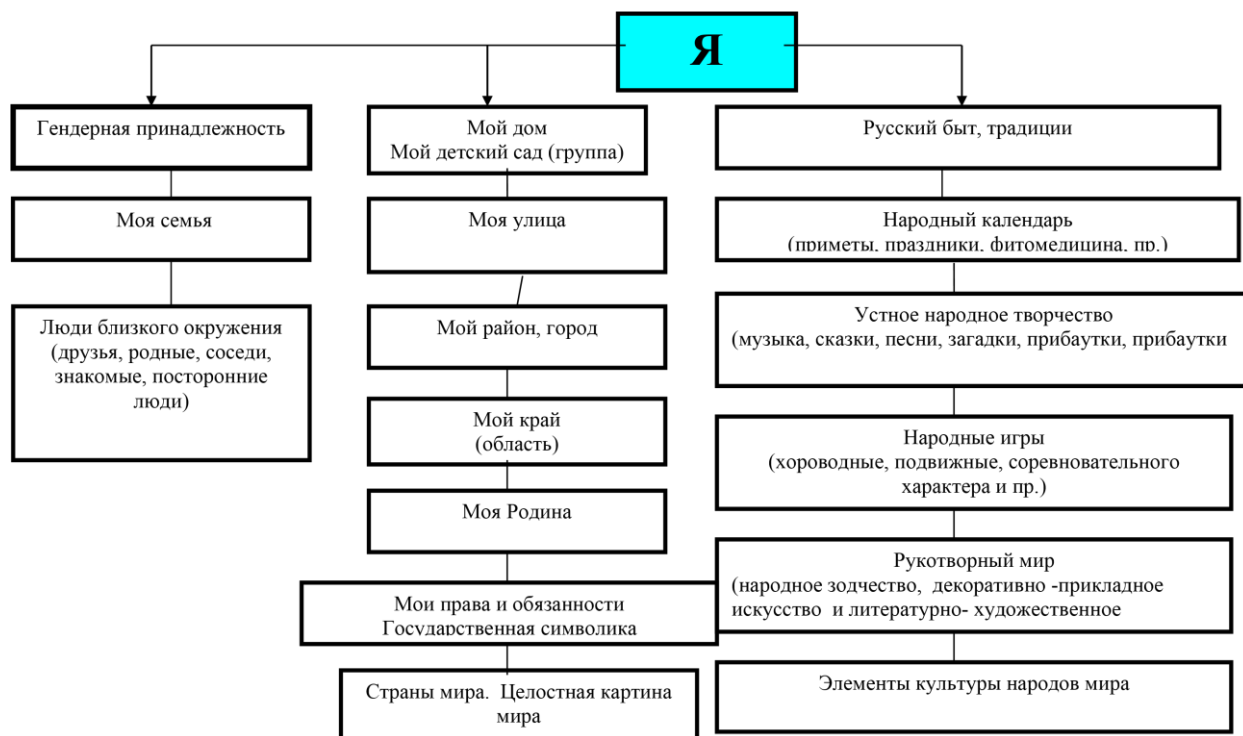 Я
Гендерная принадлежность
Моя семья
Люди близкого окружения
(друзья, родные, соседи,
знакомые, посторонние
люди)
Мой дом
Мой детский сад (группа)
Моя улица
Мой район, город
Мой край
(область)
Моя Родина
Мои права и обязанности
Государственная символика
Страны мира. Целостная картина
мира
Русский быт, традиции
Народный календарь
(приметы, праздники, фитомедицина, пр.)
Устное народное творчество
(музыка, сказки, песни, загадки, прибаутки, прибаутки
Народные игры
(хороводные, подвижные, соревновательного
характера и пр.)
Рукотворный мир
(народное зодчество, декоративно -прикладное
искусство и литературно- художественное
Элементы культуры народов мира